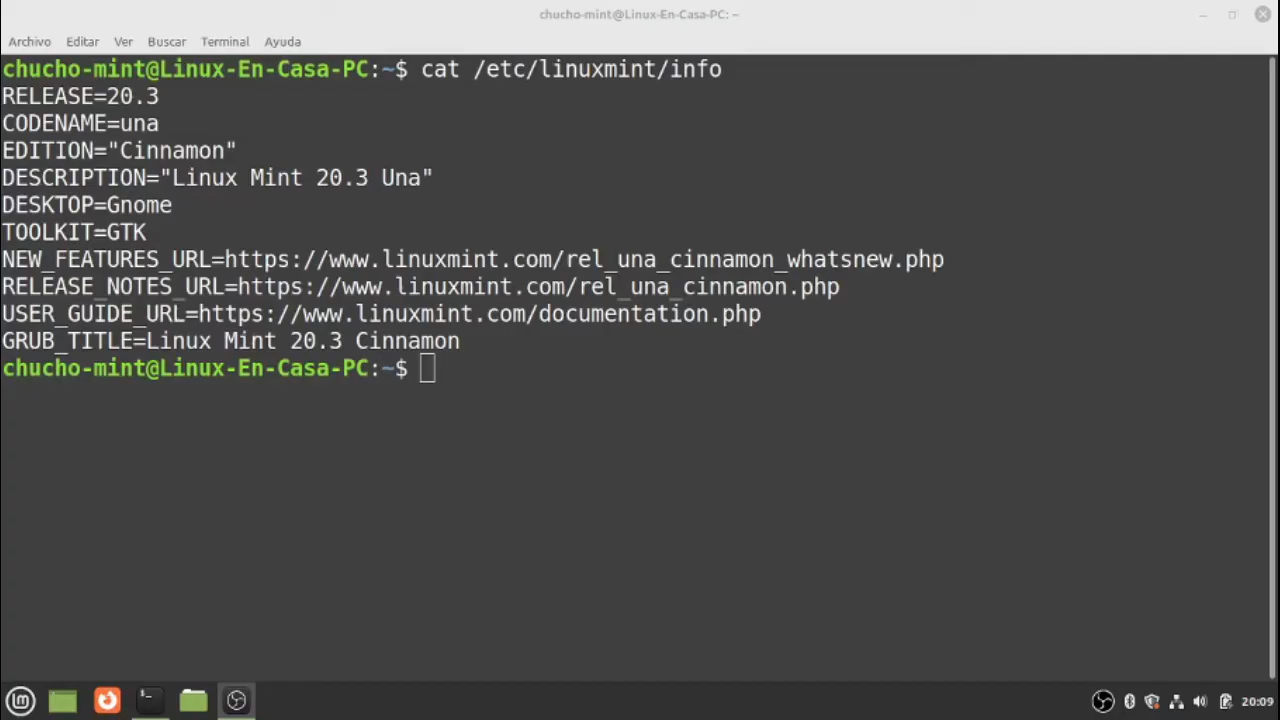 chucho-mint@Linux-En-Casa-PC: ~
Archivo Editar Ver Buscar Terminal Ayuda
chucho-mint@Linux-En-Casa-PC:~$ cat /etc/linuxmint/info
RELEASE=20.3
CODENAME=una
EDITION="Cinnamon"
DESCRIPTION="Linux Mint 20.3 Una"
DESKTOP=Gnome
TOOLKIT=GTK
NEW_FEATURES_URL=https://www.linuxmint.com/rel_una_cinnamon_whatsnew.php
RELEASE_NOTES_URL=https://www.linuxmint.com/rel_una_cinnamon.php
USER_GUIDE_URL=https://www.linuxmint.com/documentation.php
GRUB_TITLE=Linux Mint 20.3 Cinnamon
chucho-mint@Linux-En-Casa-PC:~$
20:09